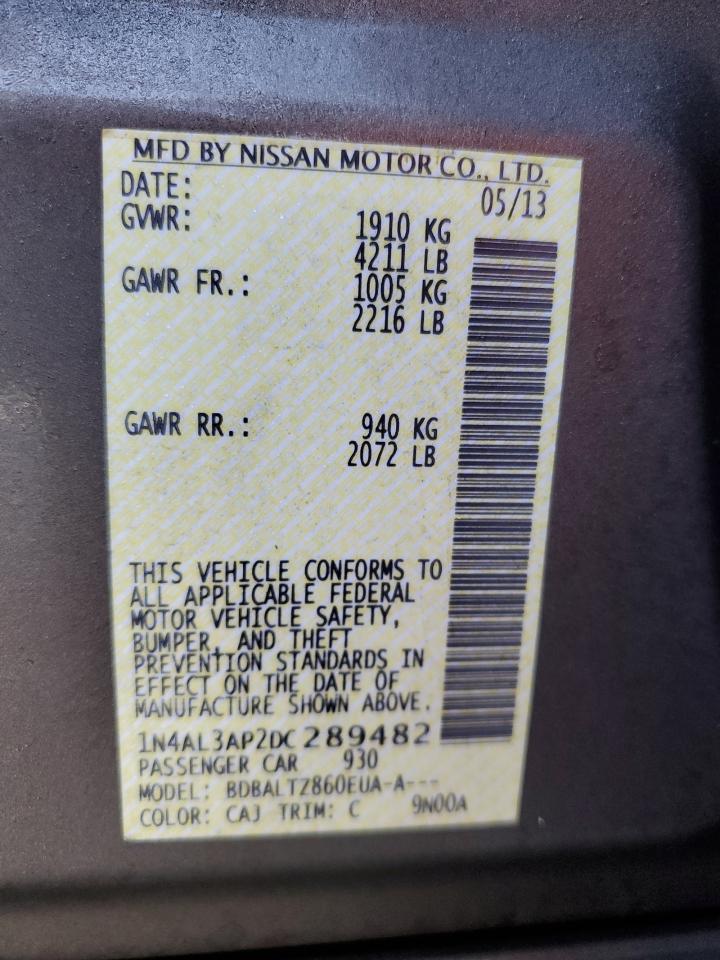 MFD BY NISSAN MOTOR CO., LTD.
DATE: 05/13
GVWR: 1910 KG
4211 LB
GAWR FR.: 1005 KG
2216 LB
GAWR RR.: 940 KG
2072 LB
THIS VEHICLE CONFORMS TO
ALL APPLICABLE FEDERAL
MOTOR VEHICLE SAFETY,
BUMPER, AND THEFT
PREVENTION STANDARDS IN
EFFECT ON THE DATE OF
MANUFACTURE SHOWN ABOVE.
1N4AL3AP2DC289482
PASSENGER CAR 930
MODEL: BDBALTZ860EUA-A---
COLOR: CAJ TRIM: C 9N00A